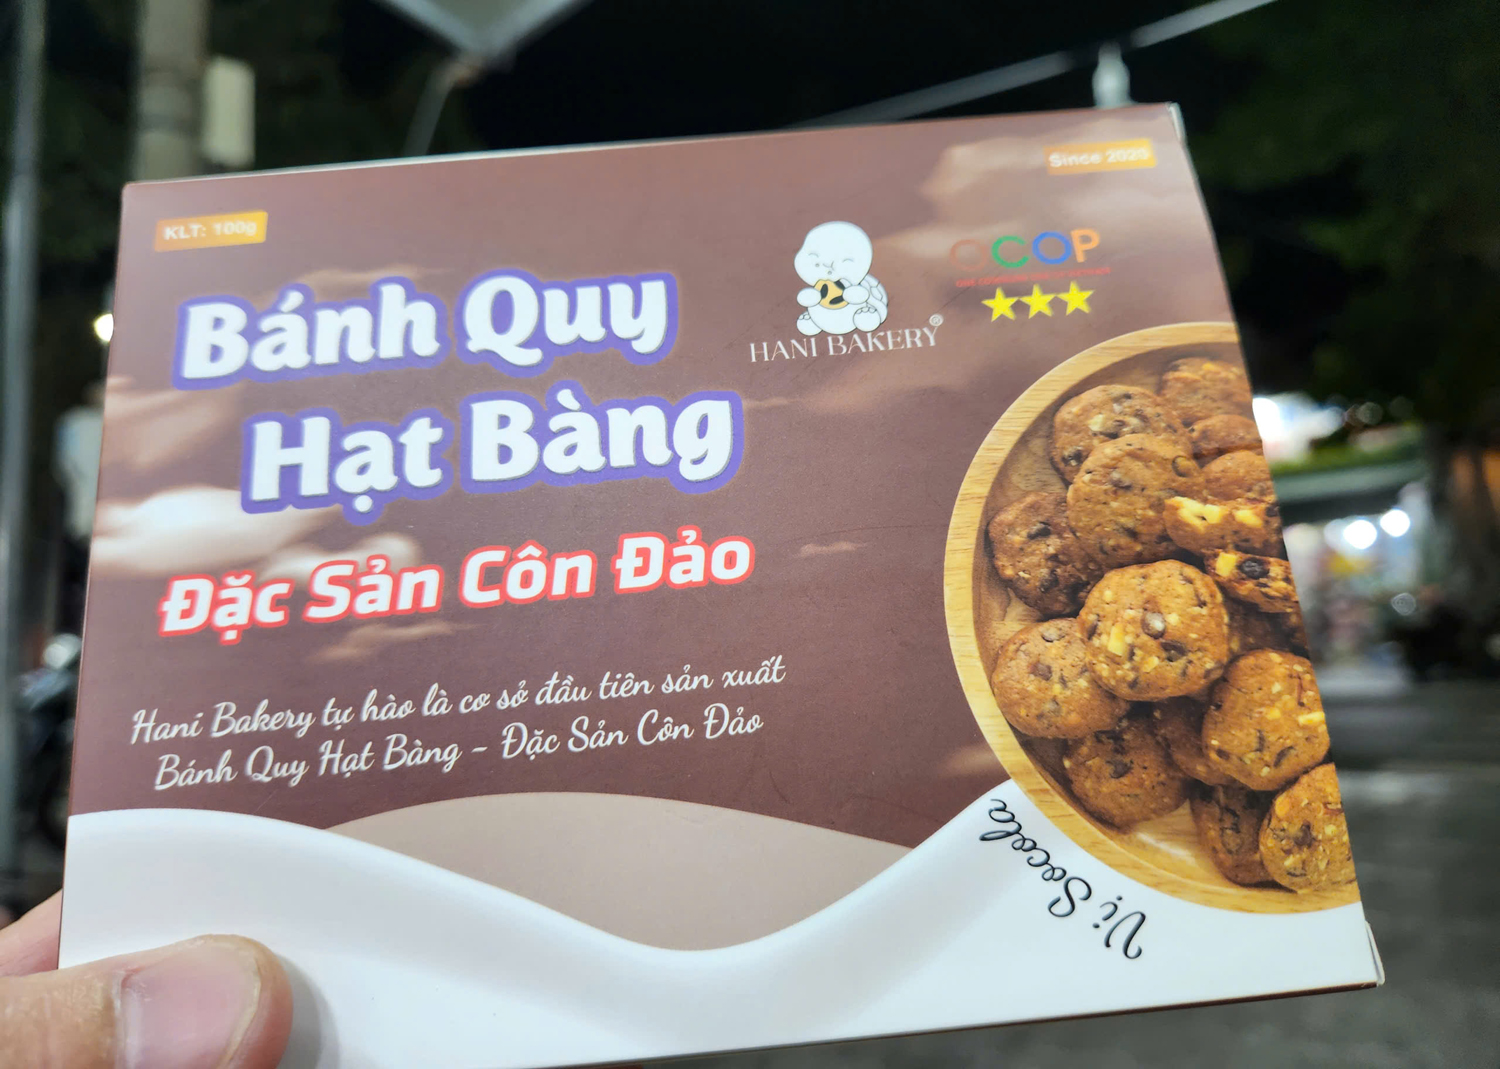 KLT: 100g
Since 2020
Bánh Quy
Hạt Bàng
Đặc Sản Côn Đảo
HANI BAKERY®
OCOP
Hani Bakery tự hào là cơ sở đầu tiên sản xuất
Bánh Quy Hạt Bàng - Đặc Sản Côn Đảo
Vị Socola